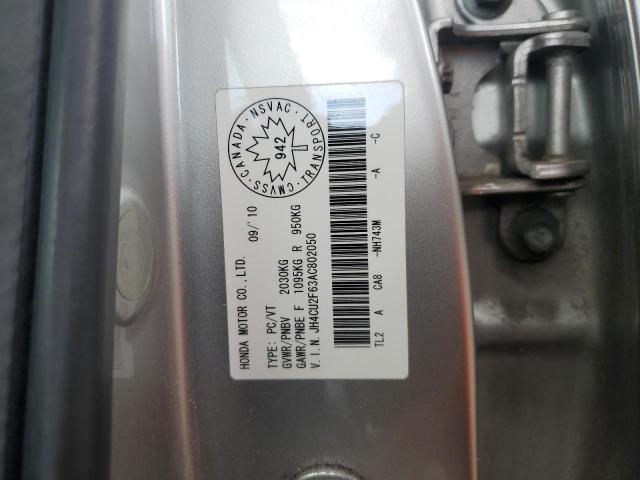 HONDA MOTOR CO.,LTD. 09/'10
TYPE: PC/VT
GVWR/PNBV 2030KG
GAWR/PNBE F 1095KG R 950KG
V.I.N. JH4CU2F63AC802050
CMVSS·CANADA·NSVAC·TRANSPORT
942
TL2 A CA8 -NH743M -A -C